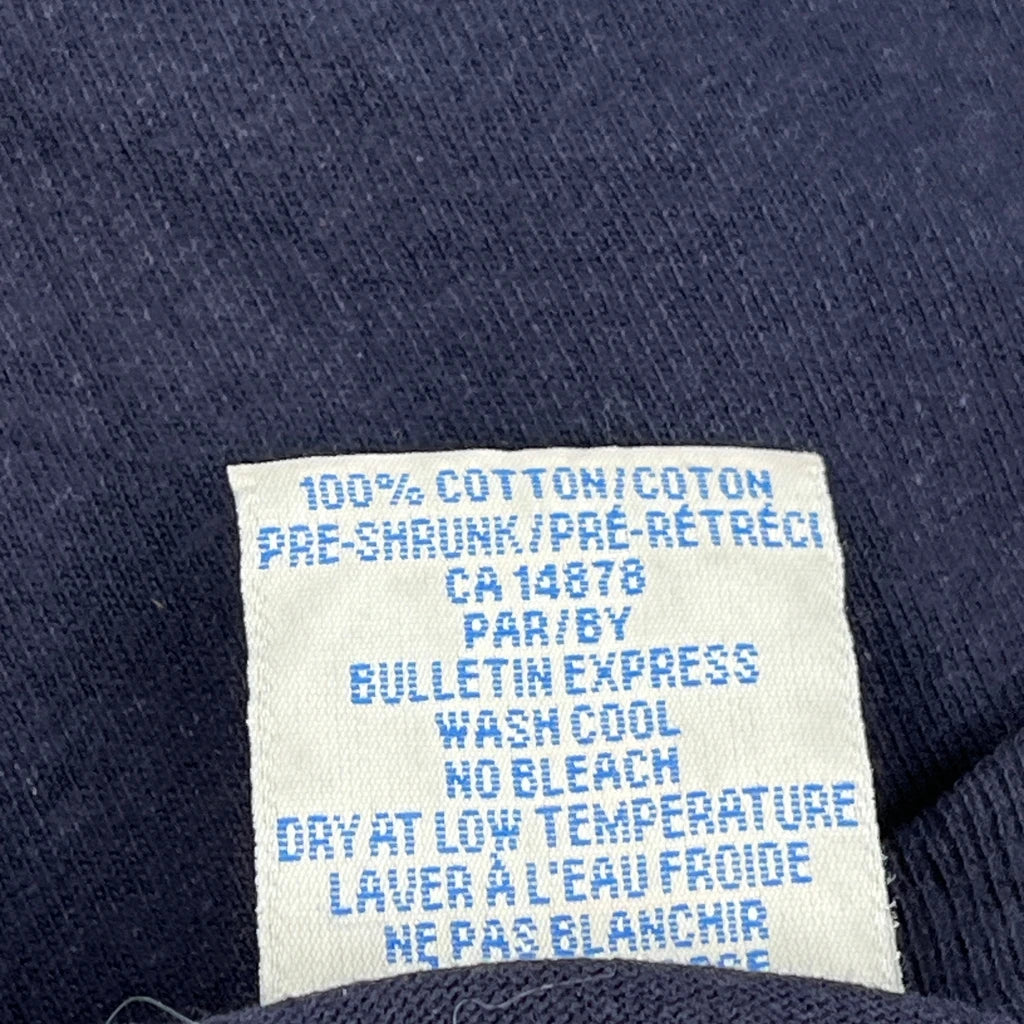 100% COTTON/COTON
PRE-SHRUNK/PRÉ-RÉTRÉCI
CA 14878
PAR/BY
BULLETIN EXPRESS
WASH COOL
NO BLEACH
DRY AT LOW TEMPERATURE
LAVER À L'EAU FROIDE
NE PAS BLANCHIR